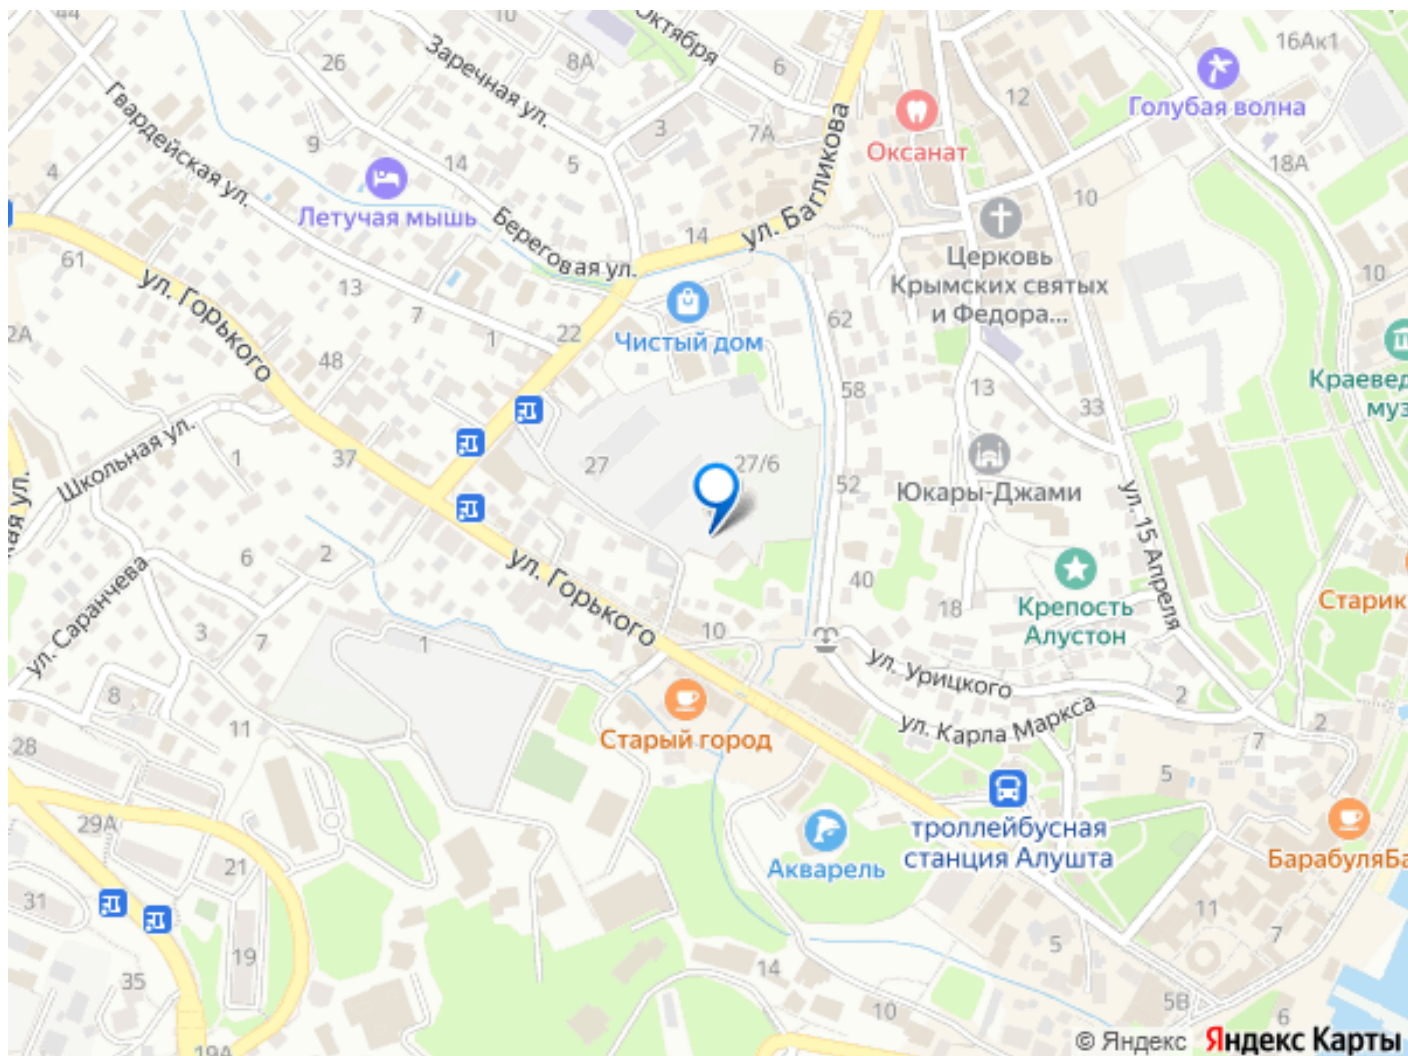 44
10
Октября
Заречная ул.
8А
6
16Ак1
26
Гвардейская ул.
12
Голубая волна
9
3
7А
Оксанат
14
5
18А
4
Летучая мышь
Береговая ул.
ул. Багликова
10
14
61
ул. Горького
Церковь
Крымских святых
и Федора...
10
13
7
1
22
Чистый дом
62
2А
48
Краевед
муз
58
13
33
Школьная ул.
1
37
27
27/6
52
Юкары-Джами
ул. 15 Апреля
кая ул.
6
2
ул. Горького
40
18
Крепость
Алустон
Старик
ул. Саранчева
3
7
1
10
ул. Урицкого
2
8
11
ул. Карла Маркса
2
7
28
Старый город
5
29А
троллейбусная
станция Алушта
21
Акварель
БарабуляБа
31
11
7
19
5
35
14
10
5В
6
19А
© Яндекс Яндекс Карты